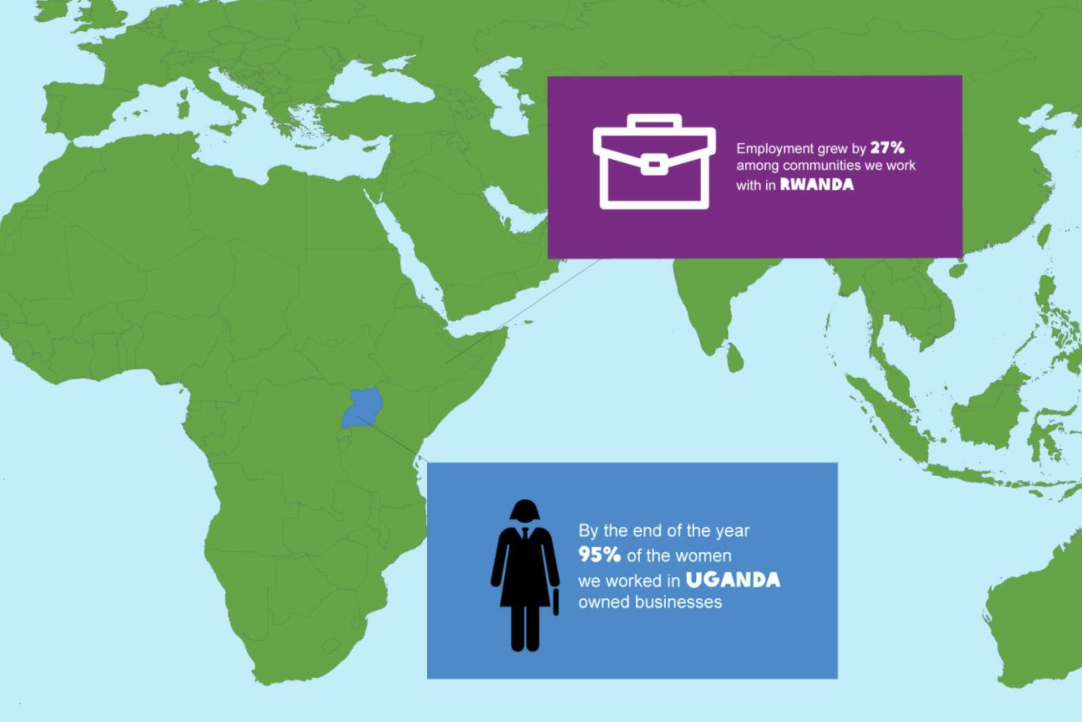 Employment grew by 27%
among communities we work
with in RWANDA
By the end of the year
95% of the women
we worked in UGANDA
owned businesses